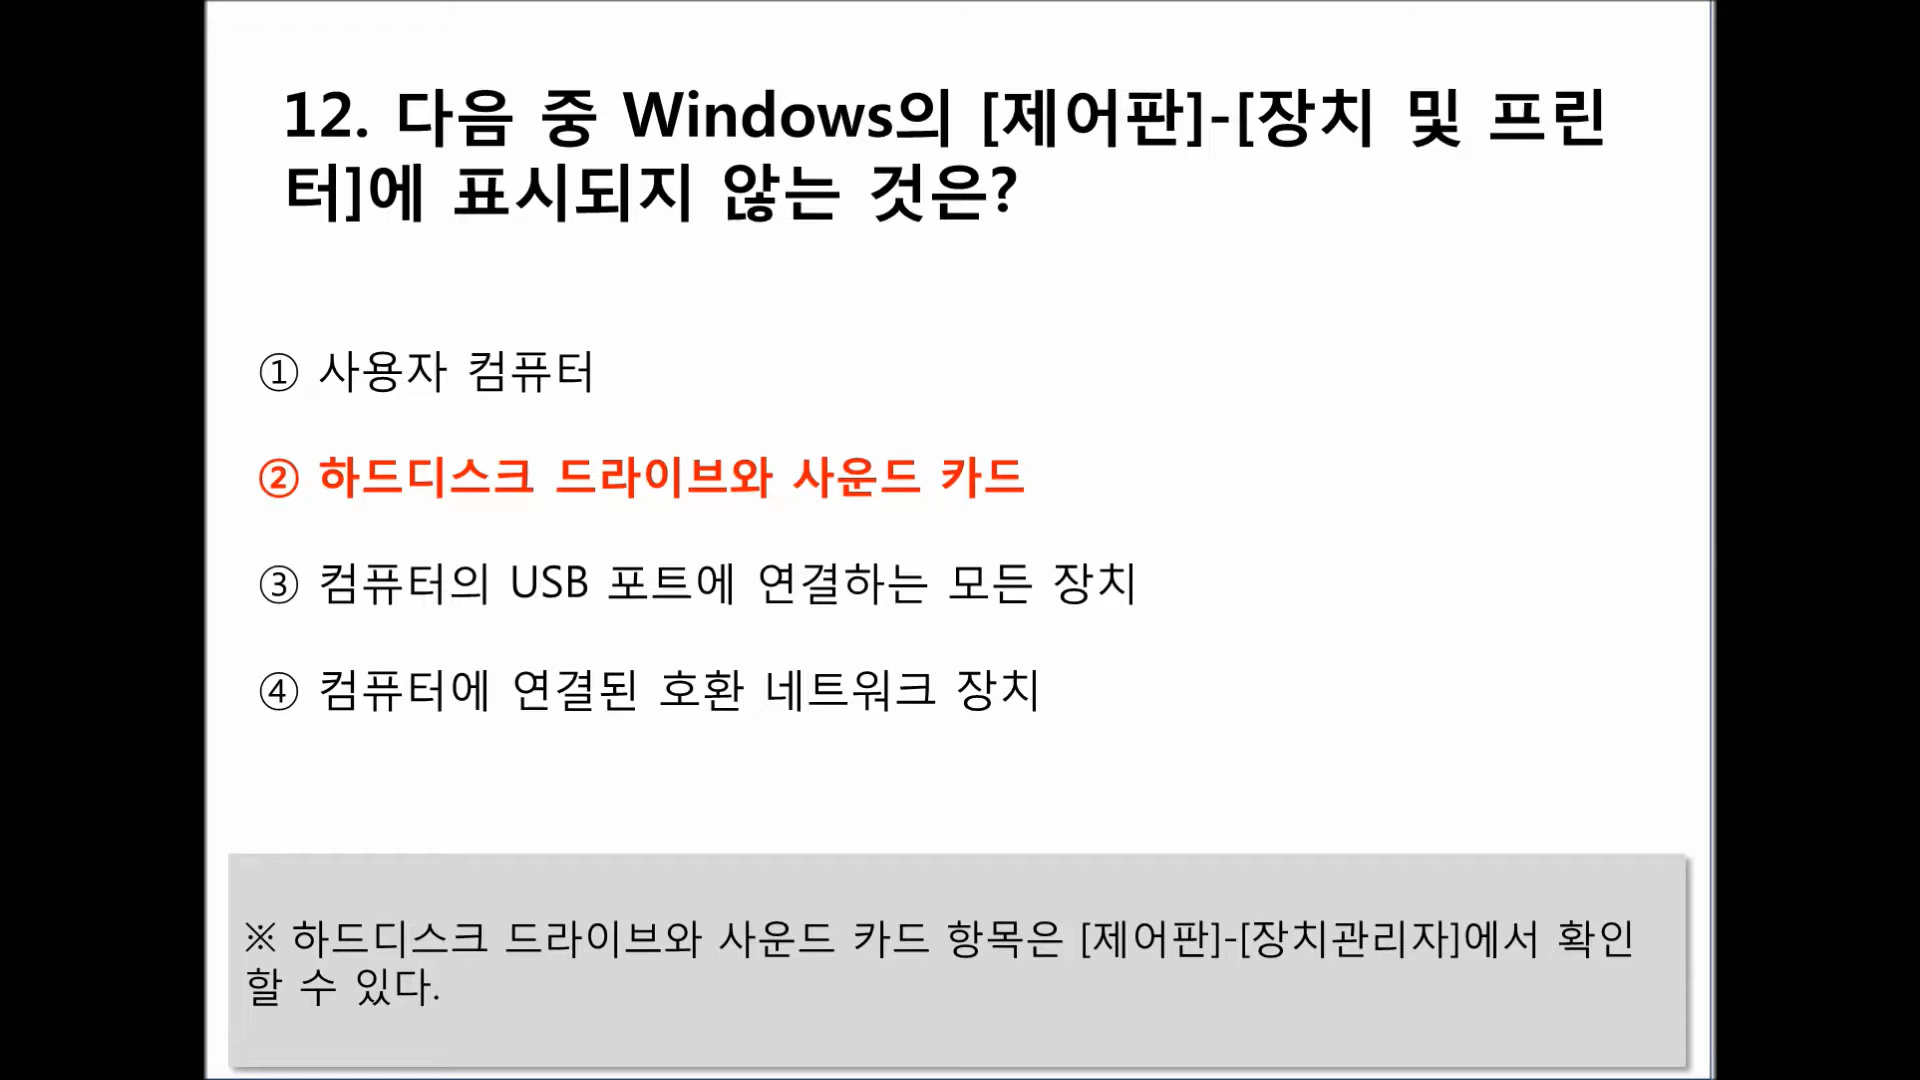 12. 다음 중 Windows의 [제어판]-[장치 및 프린
터]에 표시되지 않는 것은?
① 사용자 컴퓨터
② 하드디스크 드라이브와 사운드 카드
③ 컴퓨터의 USB 포트에 연결하는 모든 장치
④ 컴퓨터에 연결된 호환 네트워크 장치
※ 하드디스크 드라이브와 사운드 카드 항목은 [제어판]-[장치관리자]에서 확인
할 수 있다.